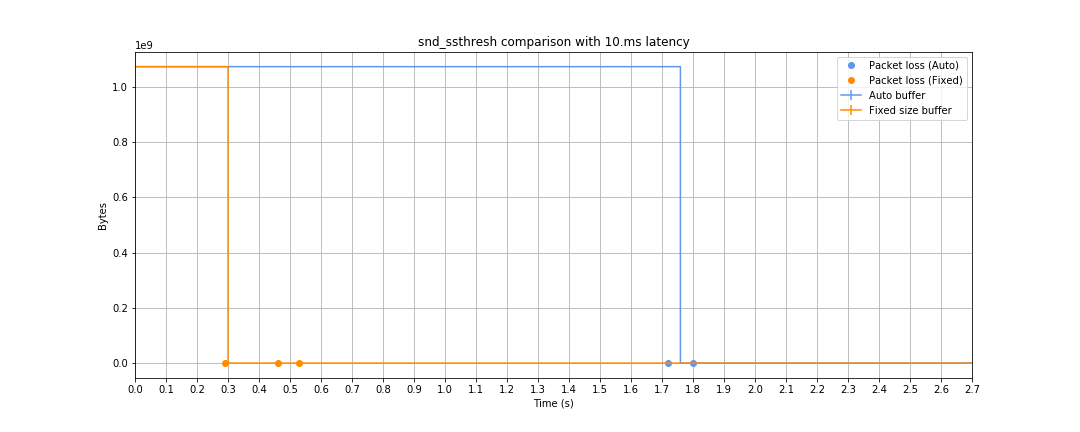 snd_ssthresh comparison with 10.ms latency
1e9
Packet loss (Auto)
Packet loss (Fixed)
Auto buffer
Fixed size buffer
1.0
0.8
0.6
0.4
0.2
0.0
Bytes
0.0 0.1 0.2 0.3 0.4 0.5 0.6 0.7 0.8 0.9 1.0 1.1 1.2 1.3 1.4 1.5 1.6 1.7 1.8 1.9 2.0 2.1 2.2 2.3 2.4 2.5 2.6 2.7
Time (s)